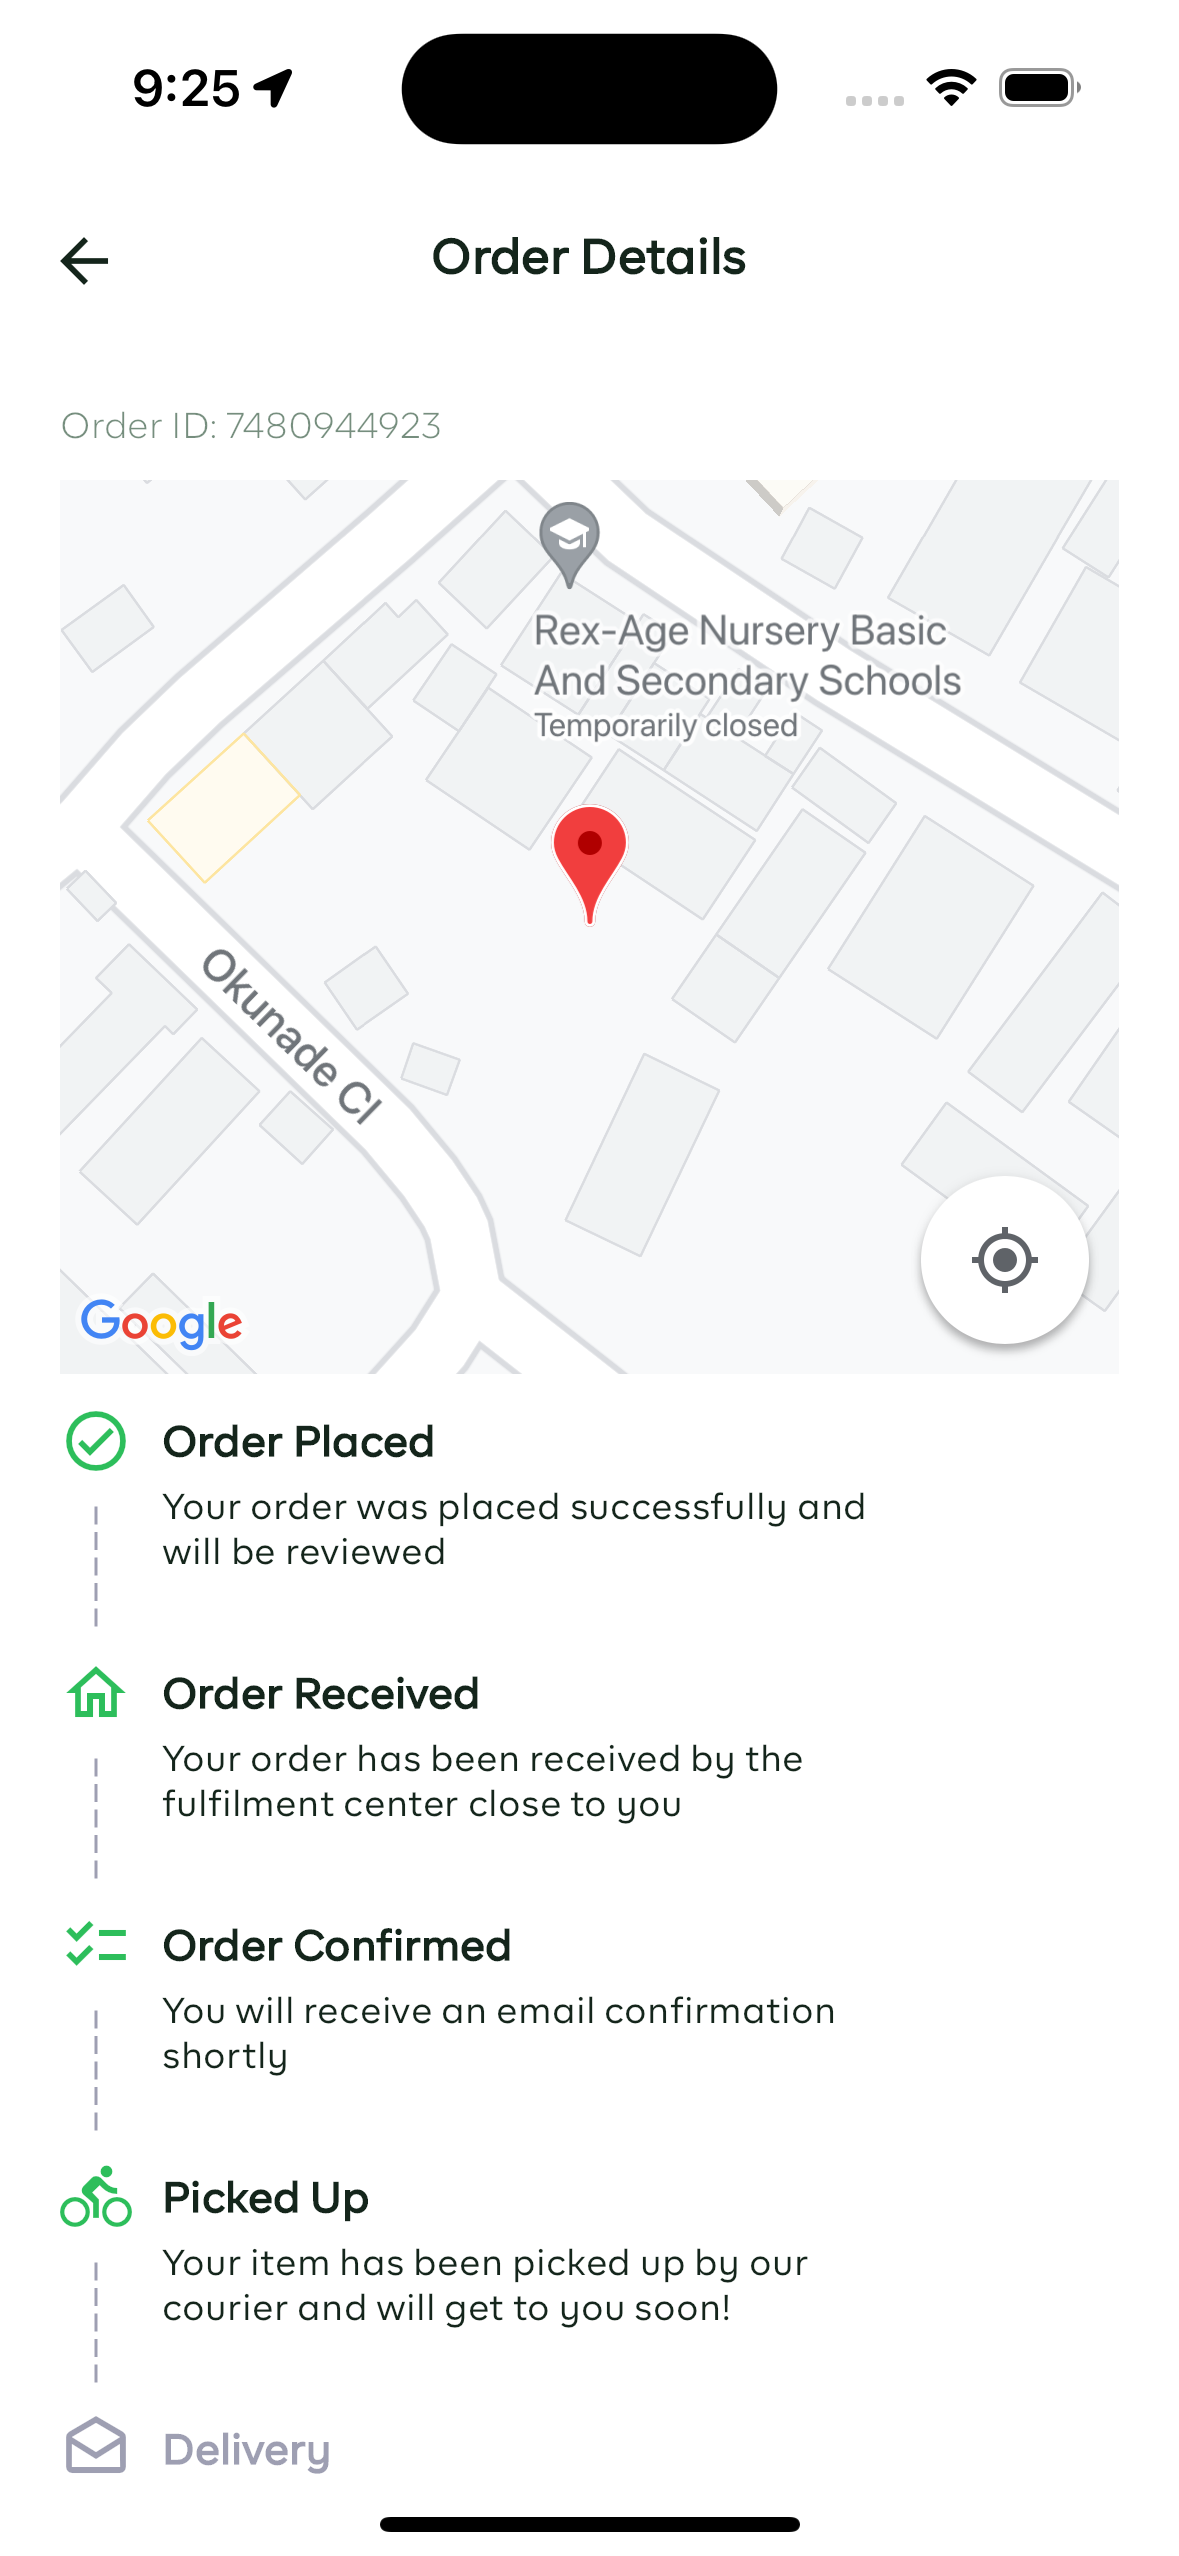 9:25
Order Details
Order ID: 7480944923
Rex-Age Nursery Basic
And Secondary Schools
Temporarily closed
Okunade Cl
Google
Order Placed
Your order was placed successfully and
will be reviewed
Order Received
Your order has been received by the
fulfilment center close to you
Order Confirmed
You will receive an email confirmation
shortly
Picked Up
Your item has been picked up by our
courier and will get to you soon!
Delivery